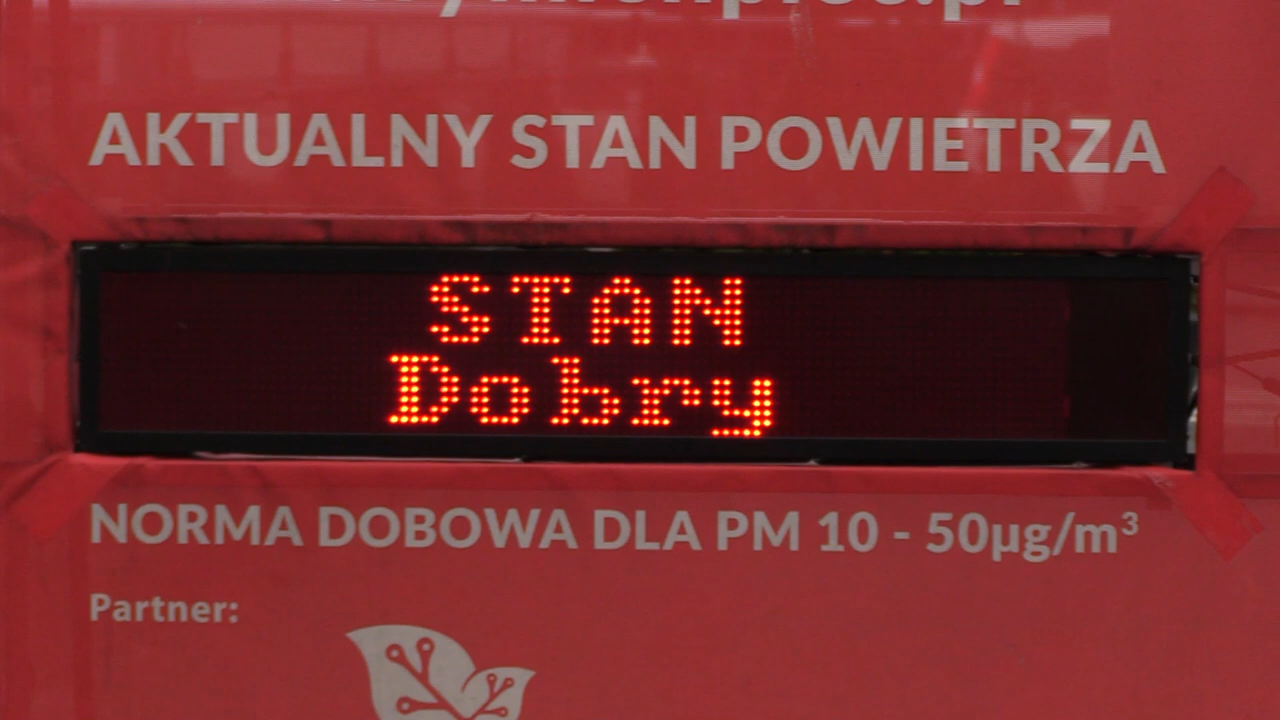 AKTUALNY STAN POWIETRZA
STAN
Dobry
NORMA DOBOWA DLA PM 10 - 50µg/m³
Partner: